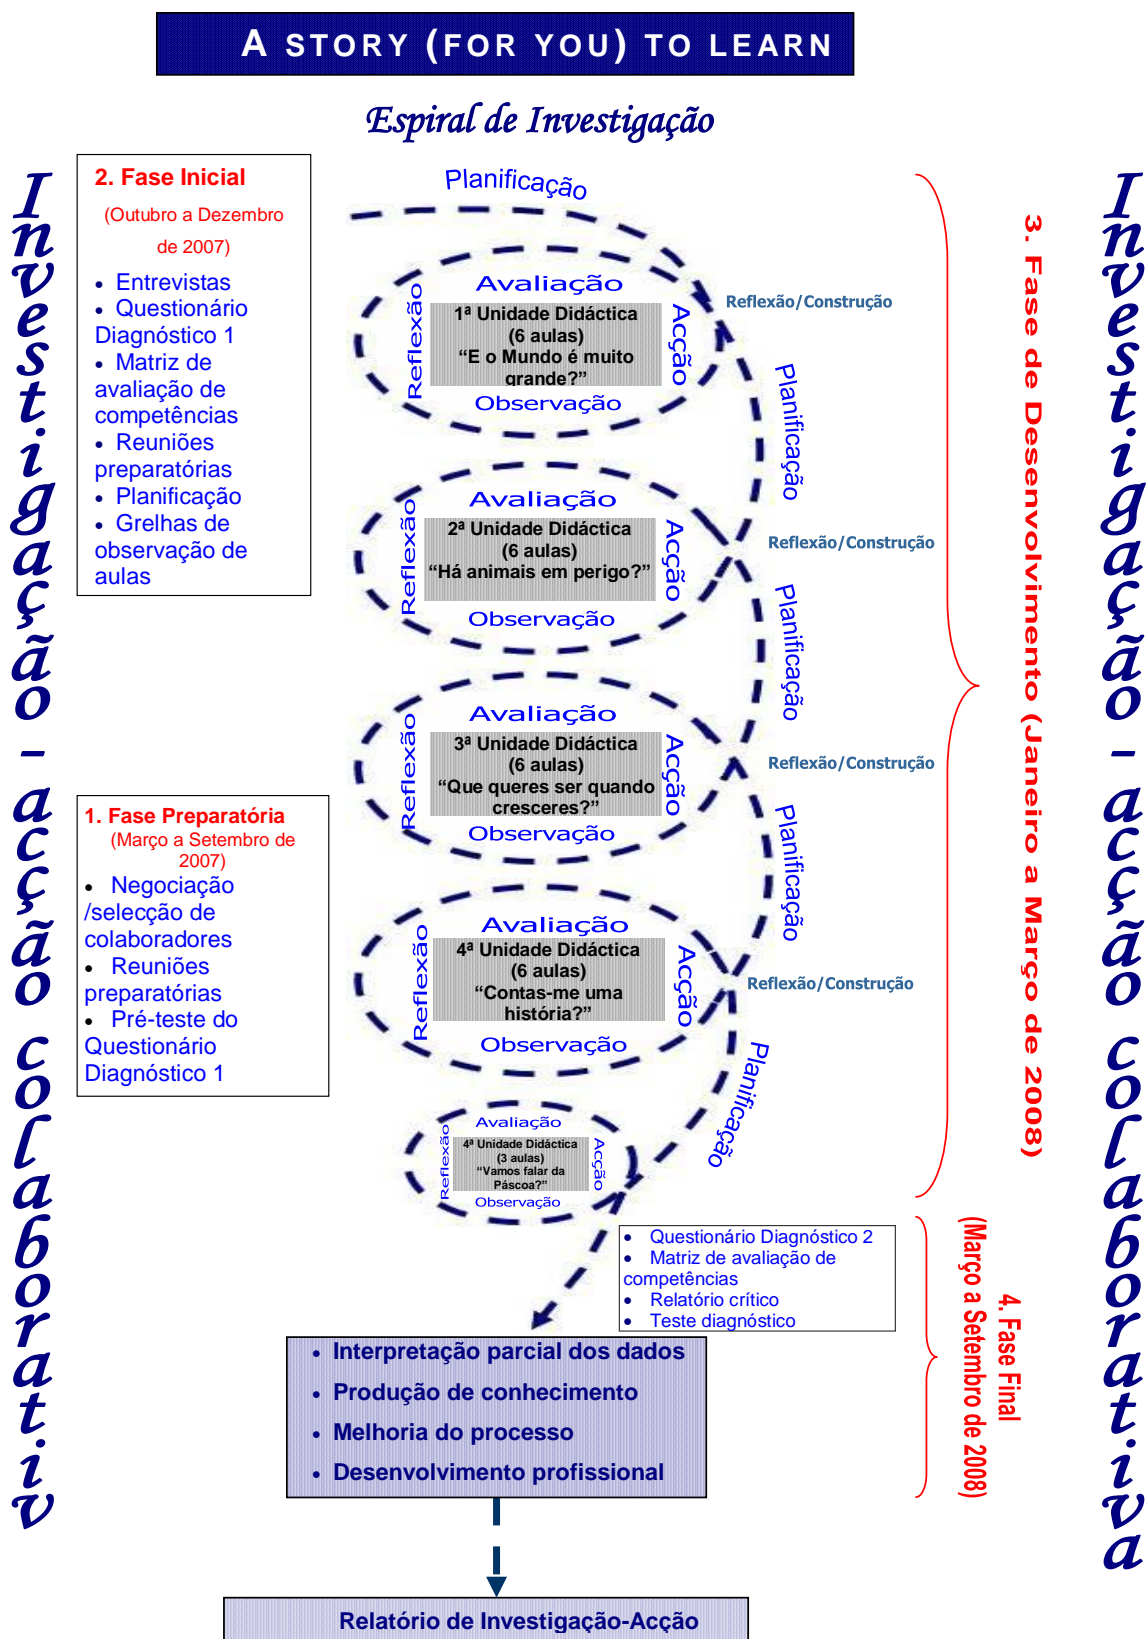 A STORY (FOR YOU) TO LEARN
Espiral de Investigação
Investigação - acção colaborativ
2. Fase Inicial
(Outubro a Dezembro
de 2007)
• Entrevistas
• Questionário
Diagnóstico 1
• Matriz de
avaliação de
competências
• Reuniões
preparatórias
• Planificação
• Grelhas de
observação de
aulas
1. Fase Preparatória
(Março a Setembro de
2007)
• Negociação
/selecção de
colaboradores
• Reuniões
preparatórias
• Pré-teste do
Questionário
Diagnóstico 1
Planificação
Avaliação
Reflexão
1ª Unidade Didáctica
(6 aulas)
“E o Mundo é muito
grande?”
Acção
Observação
Reflexão/Construção
Planificação
Avaliação
Reflexão
2ª Unidade Didáctica
(6 aulas)
“Há animais em perigo?”
Acção
Observação
Reflexão/Construção
Planificação
Avaliação
Reflexão
3ª Unidade Didáctica
(6 aulas)
“Que queres ser quando
cresceres?”
Acção
Observação
Reflexão/Construção
Planificação
Avaliação
Reflexão
4ª Unidade Didáctica
(6 aulas)
“Contas-me uma
história?”
Acção
Observação
Reflexão/Construção
Planificação
Avaliação
Reflexão
4ª Unidade Didáctica
(3 aulas)
“Vamos falar da
Páscoa?”
Acção
Observação
3. Fase de Desenvolvimento (Janeiro a Março de 2008)
• Questionário Diagnóstico 2
• Matriz de avaliação de
competências
• Relatório crítico
• Teste diagnóstico
4. Fase Final
(Março a Setembro de 2008)
• Interpretação parcial dos dados
• Produção de conhecimento
• Melhoria do processo
• Desenvolvimento profissional
Relatório de Investigação-Acção
Investigação - acção colaborativa